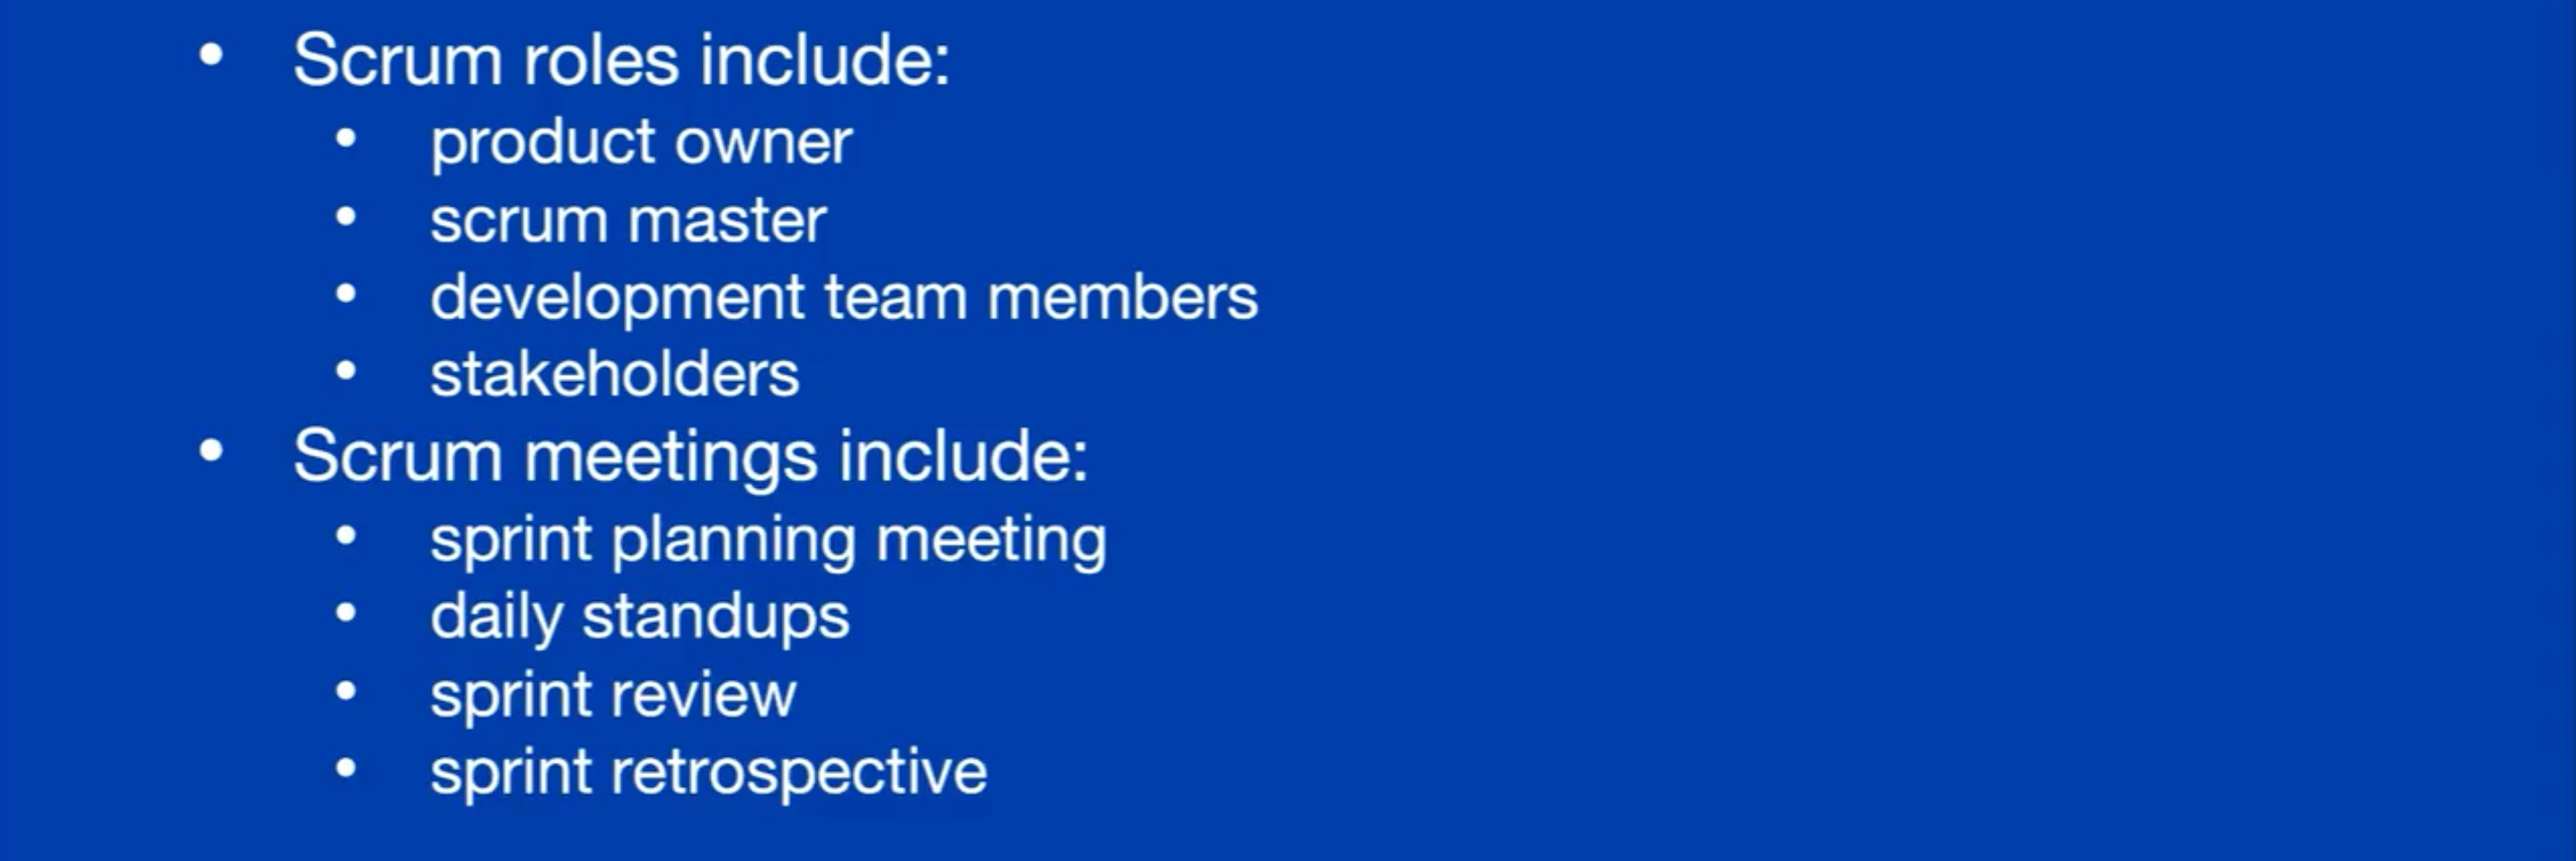 • Scrum roles include:
• product owner
• scrum master
• development team members
• stakeholders
• Scrum meetings include:
• sprint planning meeting
• daily standups
• sprint review
• sprint retrospective